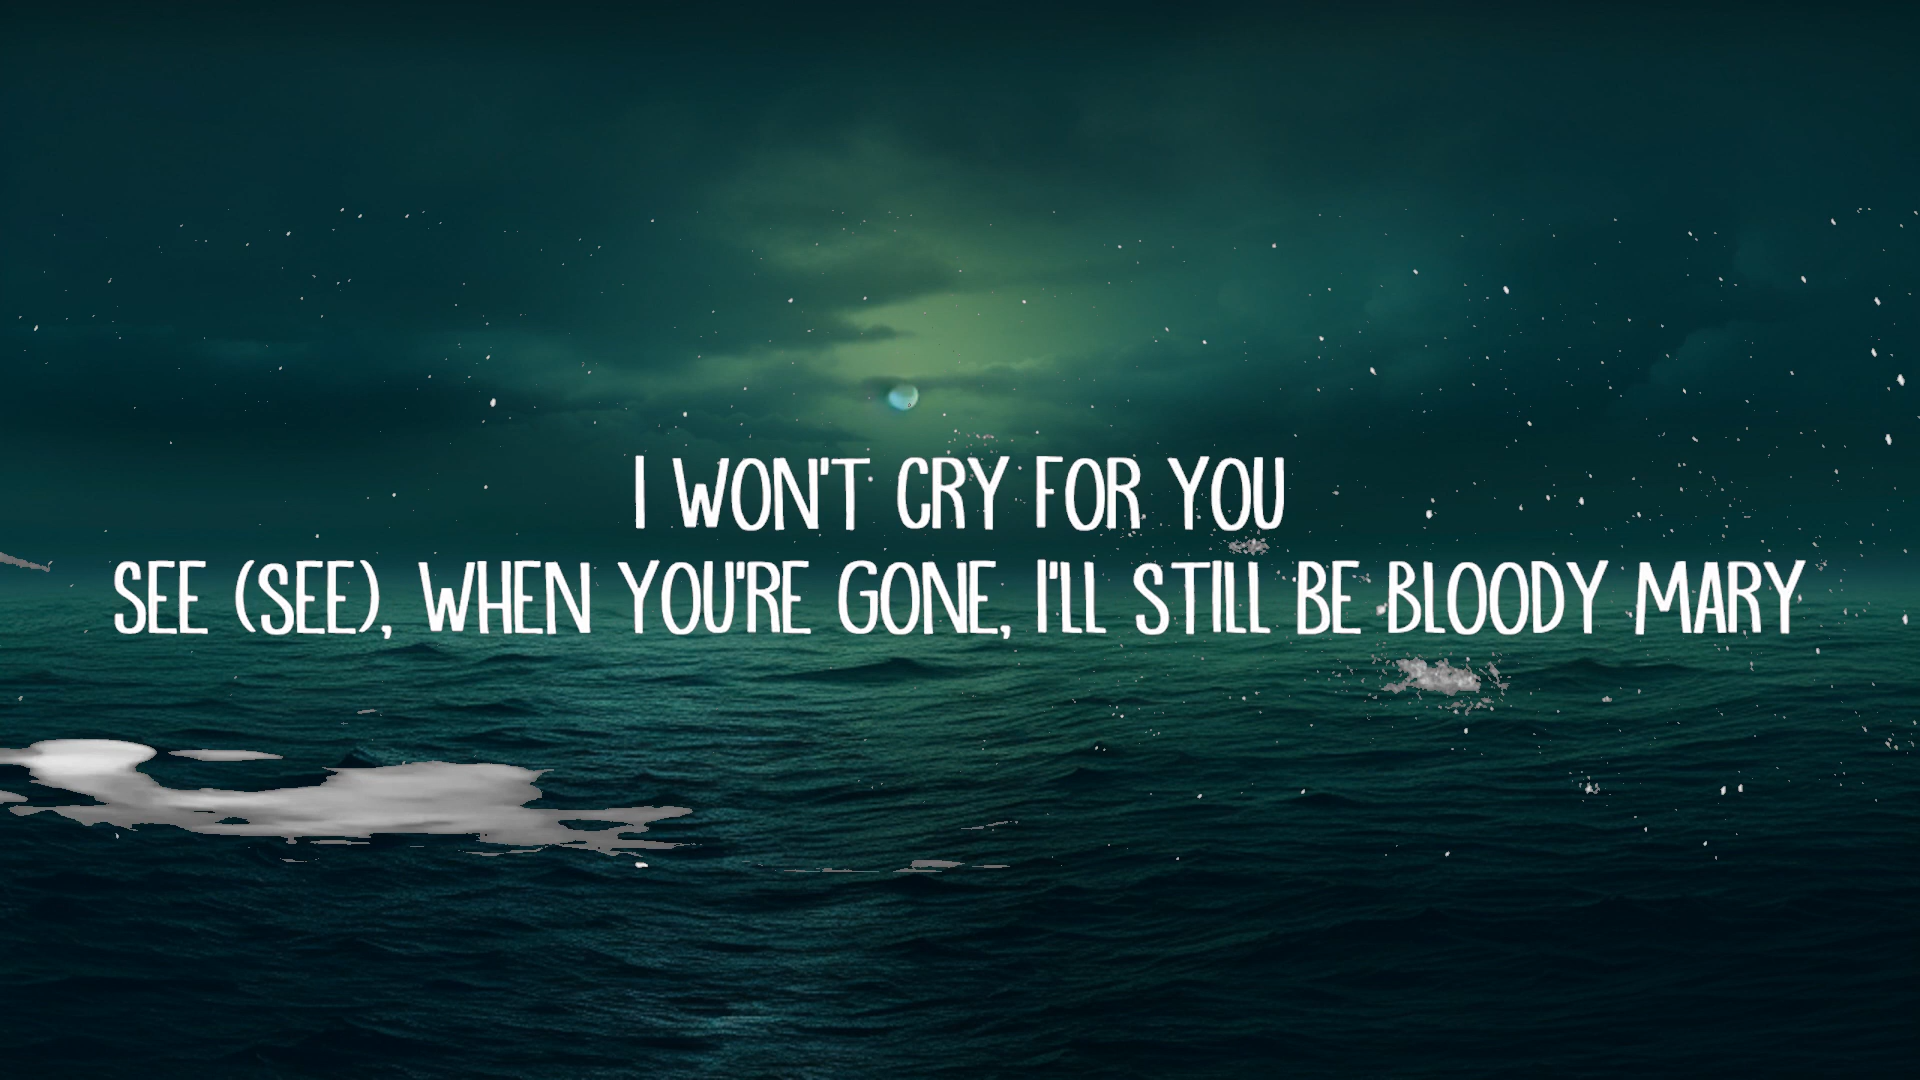 I WON'T CRY FOR YOU
SEE (SEE), WHEN YOU'RE GONE, I'LL STILL BE BLOODY MARY